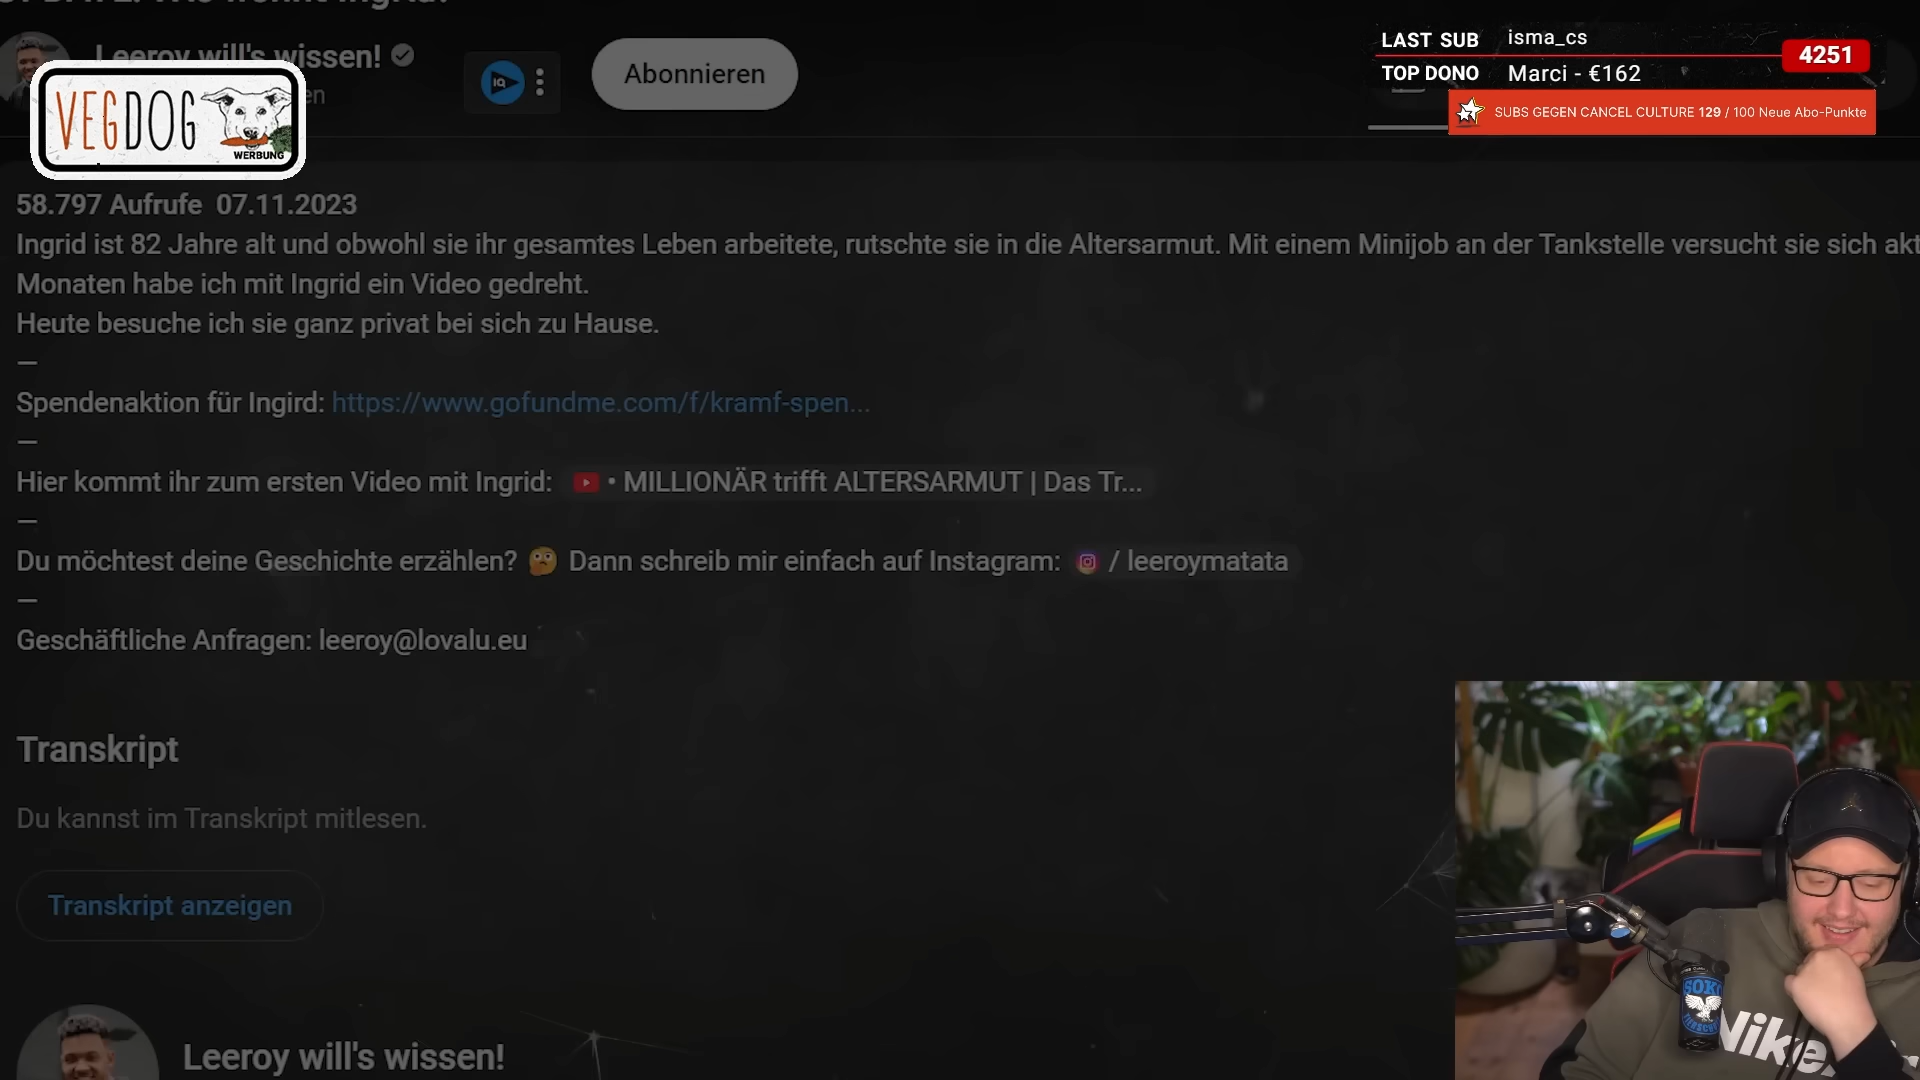 Leeroy will's wissen!
Abonnieren
LAST SUB isma_cs
4251
TOP DONO Marci - €162
SUBS GEGEN CANCEL CULTURE 129 / 100 Neue Abo-Punkte
VEGDOG
WERBUNG
58.797 Aufrufe 07.11.2023
Ingrid ist 82 Jahre alt und obwohl sie ihr gesamtes Leben arbeitete, rutschte sie in die Altersarmut. Mit einem Minijob an der Tankstelle versucht sie sich akt
Monaten habe ich mit Ingrid ein Video gedreht.
Heute besuche ich sie ganz privat bei sich zu Hause.
—
Spendenaktion für Ingird: https://www.gofundme.com/f/kramf-spen...
—
Hier kommt ihr zum ersten Video mit Ingrid: • MILLIONÄR trifft ALTERSARMUT | Das Tr...
—
Du möchtest deine Geschichte erzählen? 🤔 Dann schreib mir einfach auf Instagram: / leeroymatata
—
Geschäftliche Anfragen: leeroy@lovalu.eu
Transkript
Du kannst im Transkript mitlesen.
Transkript anzeigen
Leeroy will's wissen!
SOKO
TIERSCHUTZ
Nike